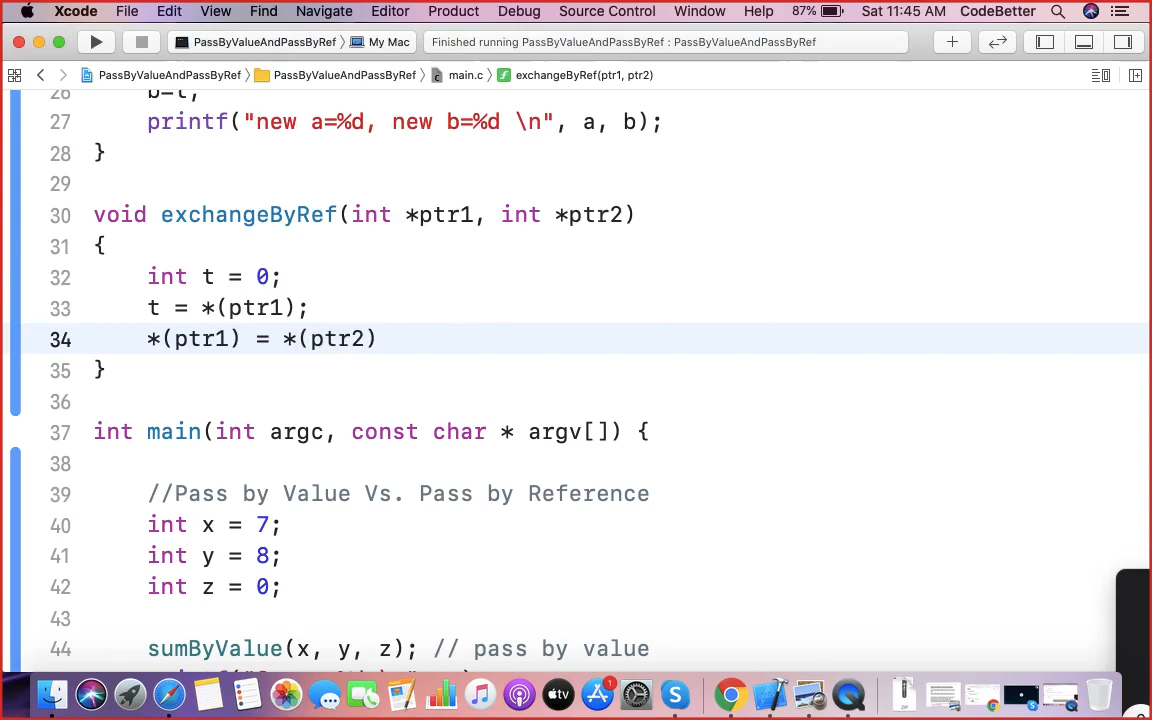 Xcode File Edit View Find Navigate Editor Product Debug Source Control Window Help 87% Sat 11:45 AM CodeBetter
PassByValueAndPassByRef My Mac Finished running PassByValueAndPassByRef : PassByValueAndPassByRef
PassByValueAndPassByRef PassByValueAndPassByRef main.c exchangeByRef(ptr1, ptr2)
26 b=t;
27 printf("new a=%d, new b=%d \n", a, b);
28 }
29
30 void exchangeByRef(int *ptr1, int *ptr2)
31 {
32 int t = 0;
33 t = *(ptr1);
34 *(ptr1) = *(ptr2)
35 }
36
37 int main(int argc, const char * argv[]) {
38
39 //Pass by Value Vs. Pass by Reference
40 int x = 7;
41 int y = 8;
42 int z = 0;
43
44 sumByValue(x, y, z); // pass by value
tv
1